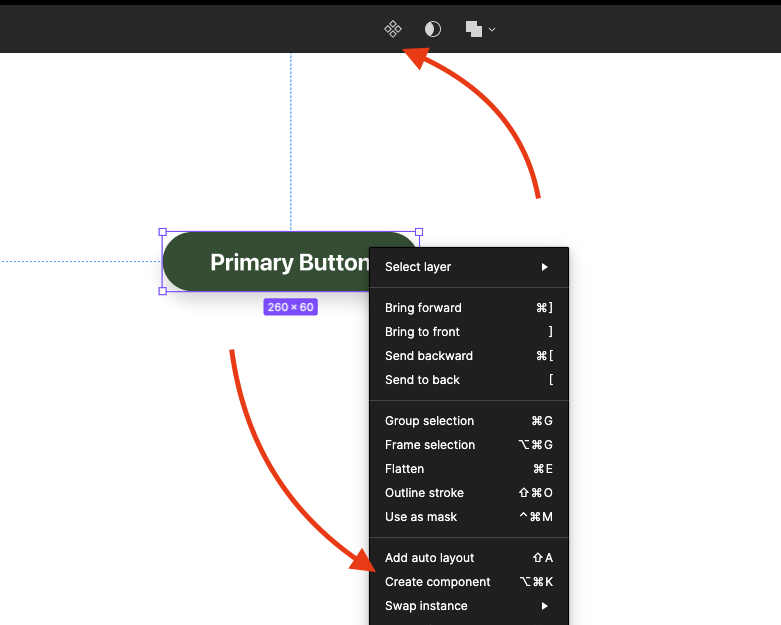 Primary Button
260 × 60
Select layer
Bring forward ⌘]
Bring to front ]
Send backward ⌘[
Send to back [
Group selection ⌘G
Frame selection ⌥⌘G
Flatten ⌘E
Outline stroke ⇧⌘O
Use as mask ^⌘M
Add auto layout ⇧A
Create component ⌥⌘K
Swap instance